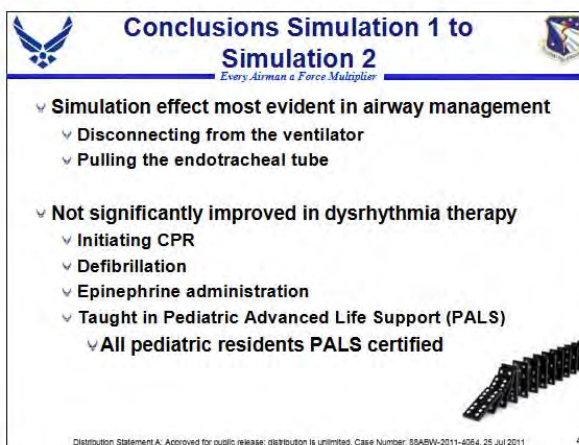 Conclusions Simulation 1 to
Simulation 2
Every Airman a Force Multiplier
Simulation effect most evident in airway management
Disconnecting from the ventilator
Pulling the endotracheal tube
Not significantly improved in dysrhythmia therapy
Initiating CPR
Defibrillation
Epinephrine administration
Taught in Pediatric Advanced Life Support (PALS)
All pediatric residents PALS certified
Distribution Statement A: Approved for public release; distribution is unlimited. Case Number: 88ABW-2011-4064, 25 Jul 2011